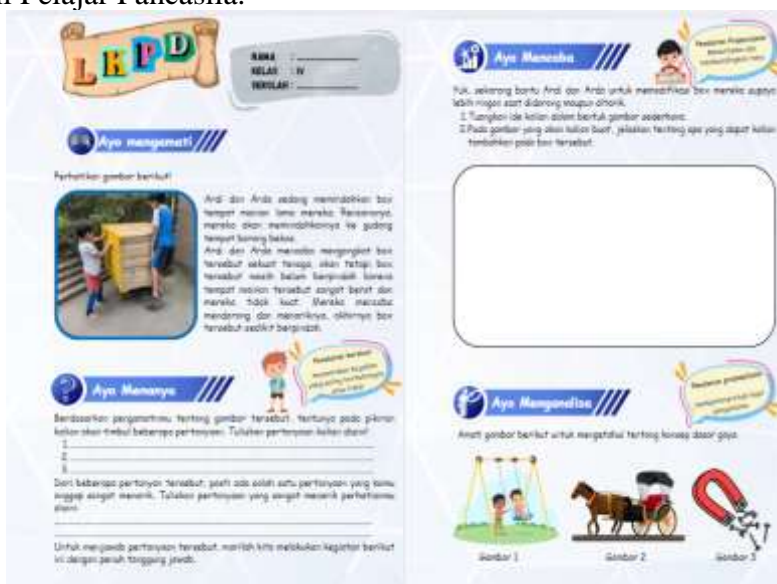 Pelajar Pancasila.
LKPD
NAMA : 
KELAS : IV
SEKOLAH : 
Ayo mengamati
Perhatikan gambar berikut!
Ardi dan Ardo sedang memindahkan box
tempat mainan lama mereka. Rencananya,
mereka akan memindahkannya ke gudang
tempat barang bekas.
Ardi dan Ardo mencoba mengangkat box
tersebut sekuat tenaga, akan tetapi box
tersebut masih belum berpindah karena
tempat mainan tersebut sangat berat dan
mereka tidak kuat. Mereka mencoba
mendorong dan menariknya, akhirnya box
tersebut sedikit berpindah.
Ayo Menanya
Berdasarkan pengamatanmu tentang gambar tersebut, tentunya pada pikiran
kalian akan timbul beberapa pertanyaan. Tuliskan pertanyaan kalian disini!
1.
2.
3.
Dari beberapa pertanyaan tersebut, pasti ada salah satu pertanyaan yang kamu
anggap sangat menarik. Tuliskan pertanyaan yang sangat menarik perhatianmu
disini
Untuk menjawab pertanyaan tersebut, marilah kita melakukan kegiatan berikut
ini dengan penuh tanggung jawab.
Ayo Mencoba
Yuk, sekarang bantu Ardi dan Ardo untuk memodifikasi box mereka supaya
lebih ringan saat didorong maupun ditarik.
1. Tuangkan ide kalian dalam bentuk gambar sederhana.
2. Pada gambar yang akan kalian buat, jelaskan tentang apa yang dapat kalian
tambahkan pada box tersebut.
Ayo Menganalisa
Amati gambar berikut untuk mengetahui tentang konsep dasar gaya.
Gambar 1
Gambar 2
Gambar 3